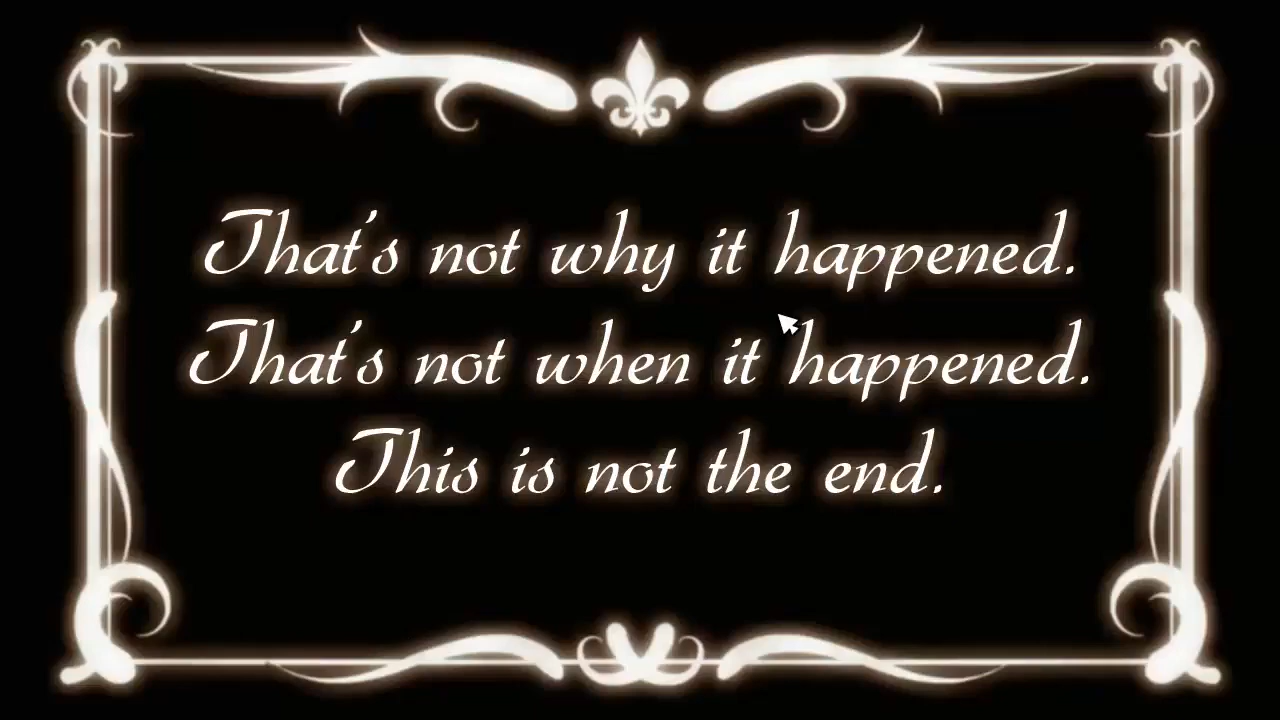 That's not why it happened.
That's not when it happened.
This is not the end.